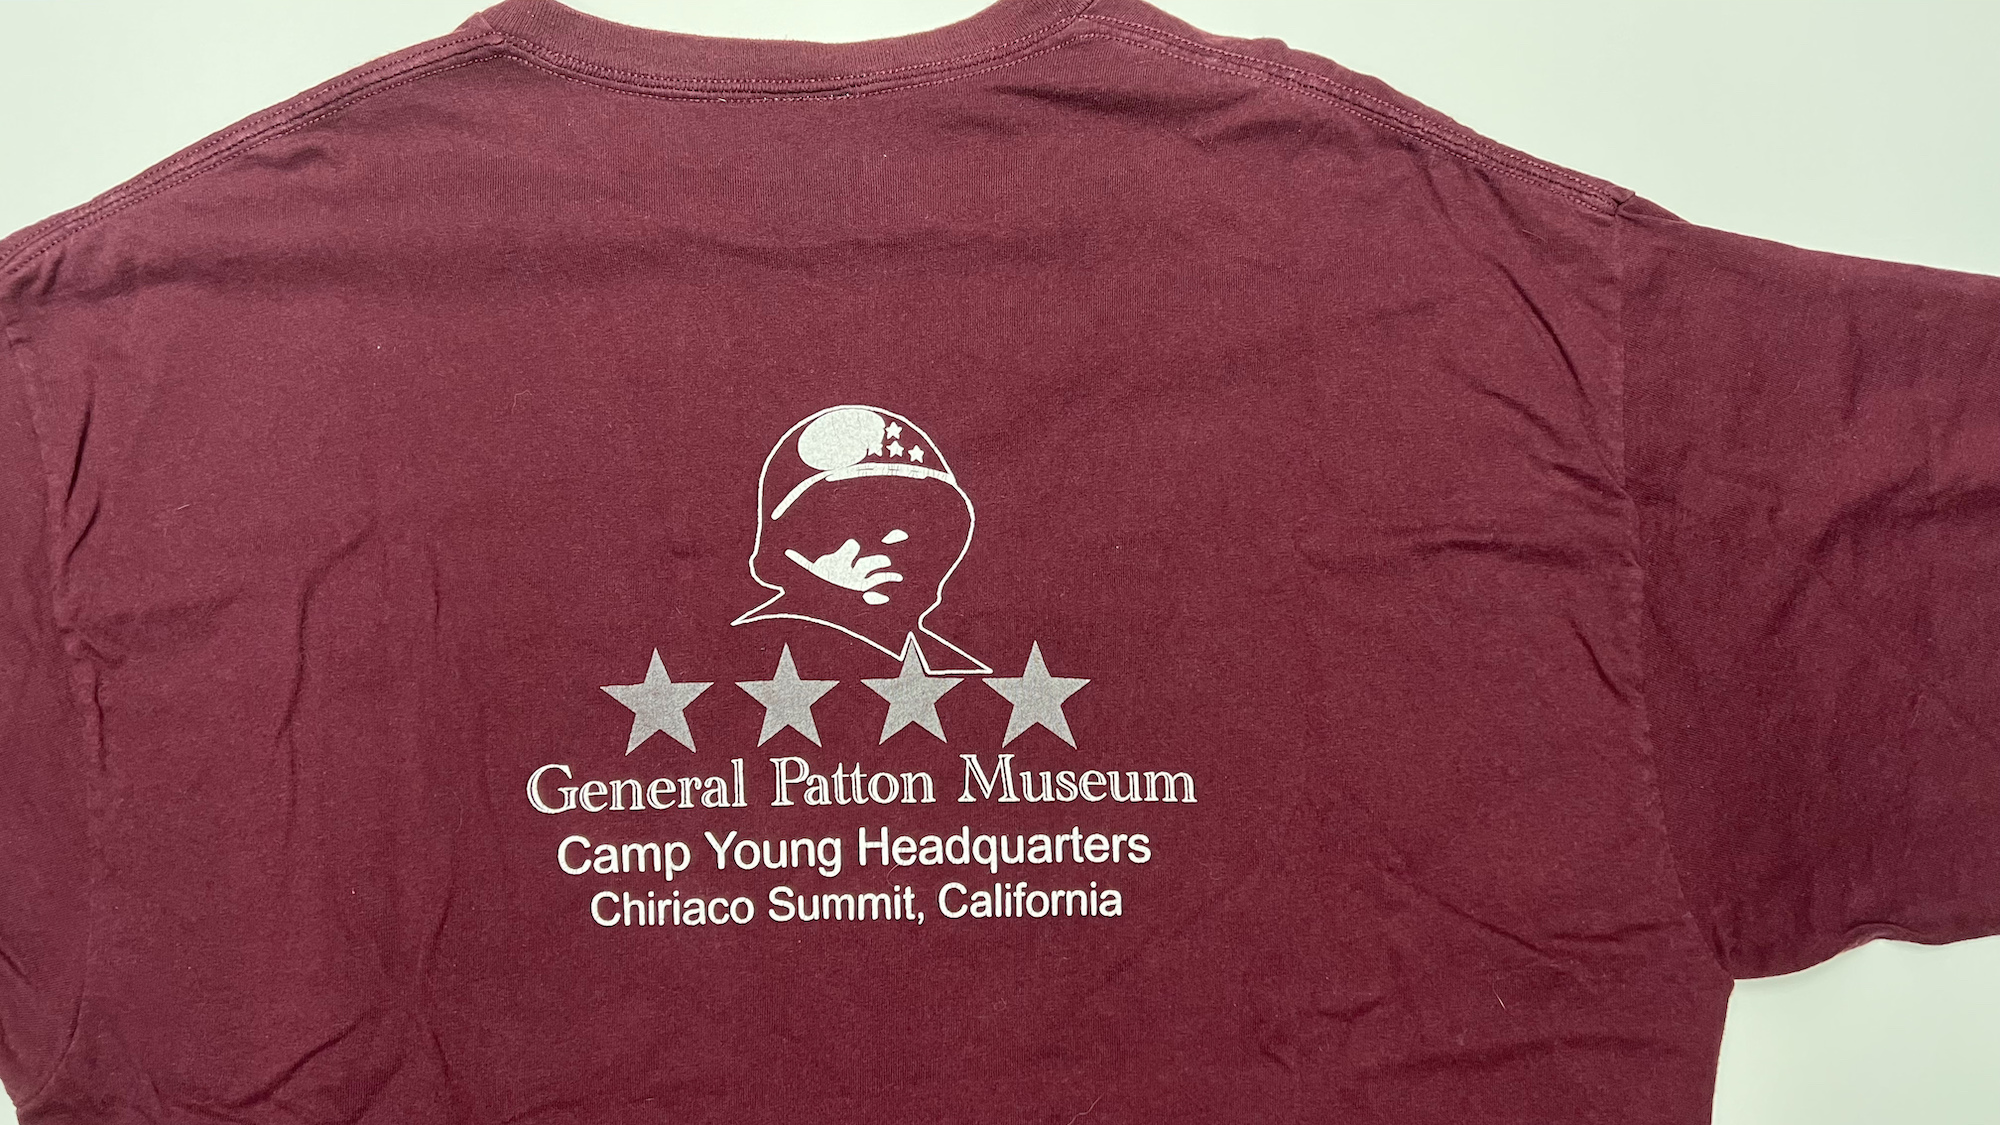 General Patton Museum
Camp Young Headquarters
Chiriaco Summit, California